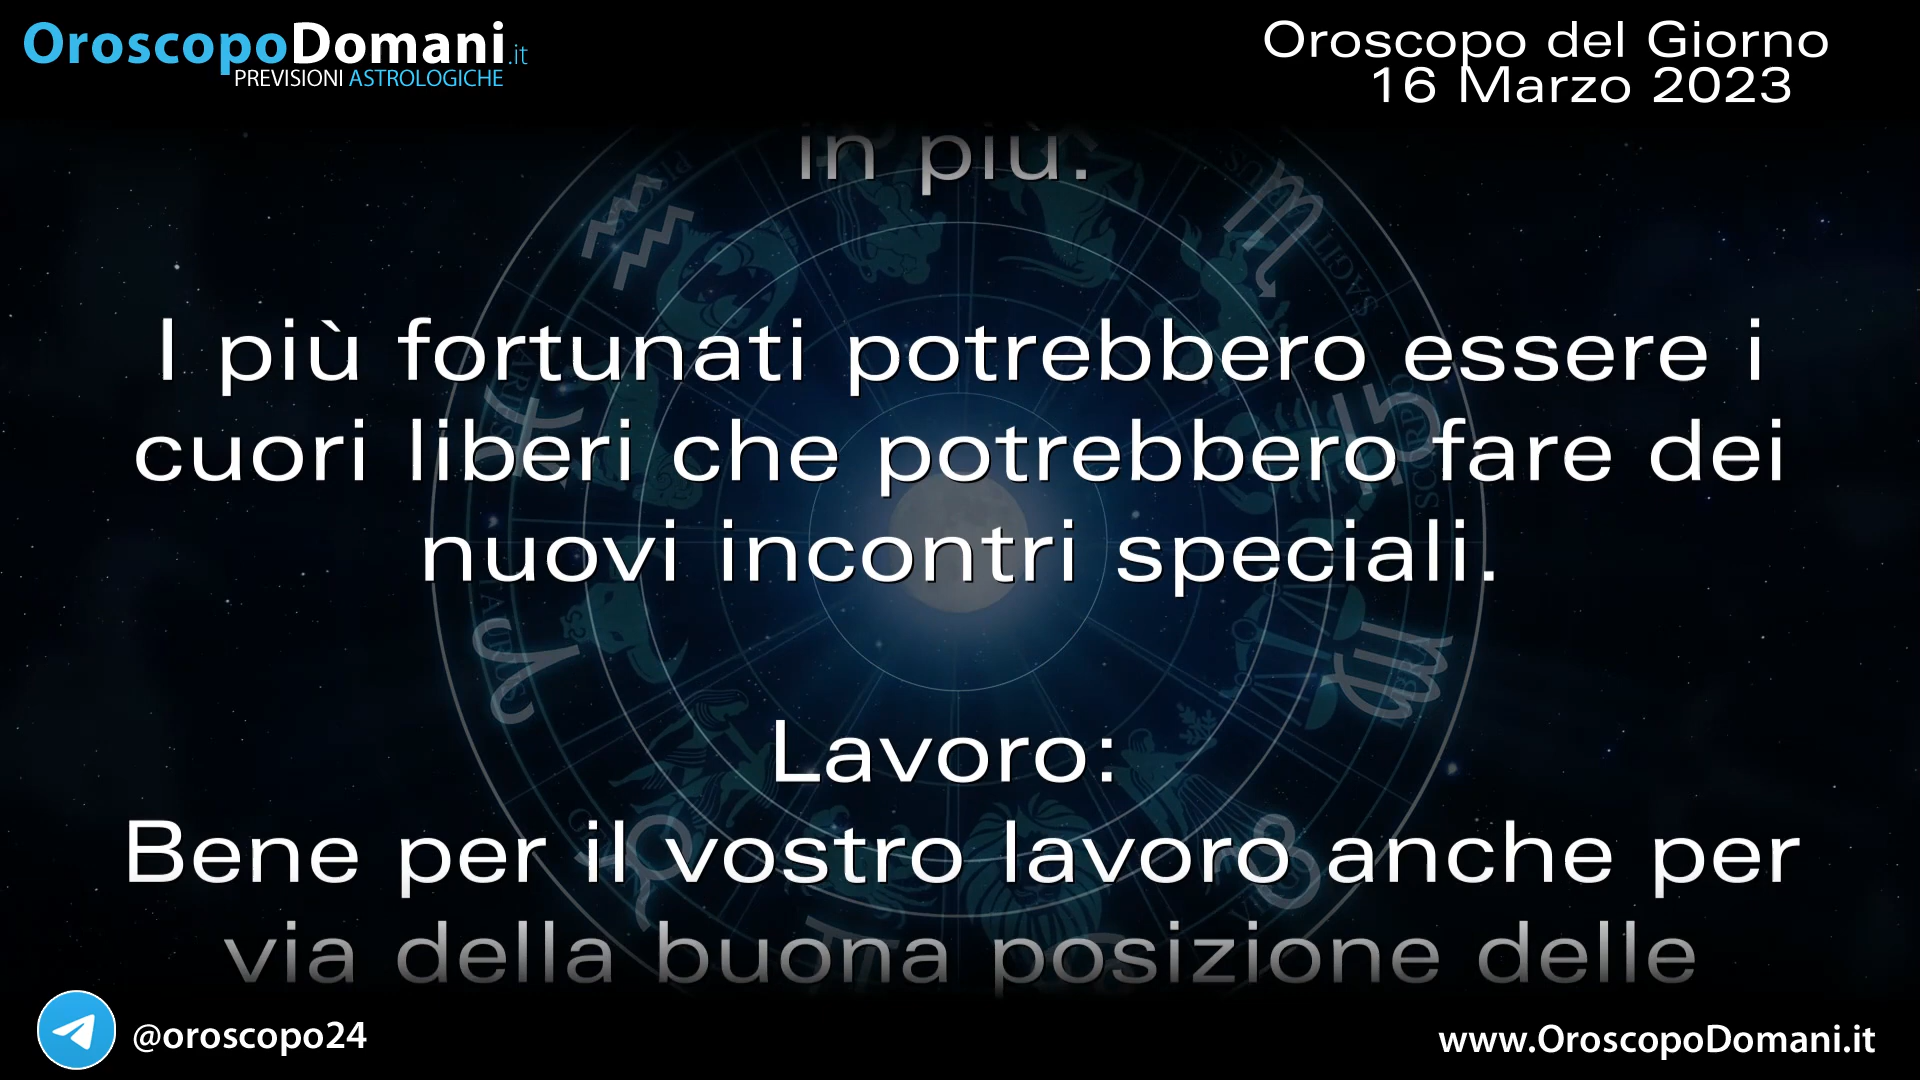 OroscopoDomani.it
PREVISIONI ASTROLOGICHE
Oroscopo del Giorno
16 Marzo 2023
in più.
I più fortunati potrebbero essere i
cuori liberi che potrebbero fare dei
nuovi incontri speciali.
Lavoro:
Bene per il vostro lavoro anche per
via della buona posizione delle
@oroscopo24
www.OroscopoDomani.it